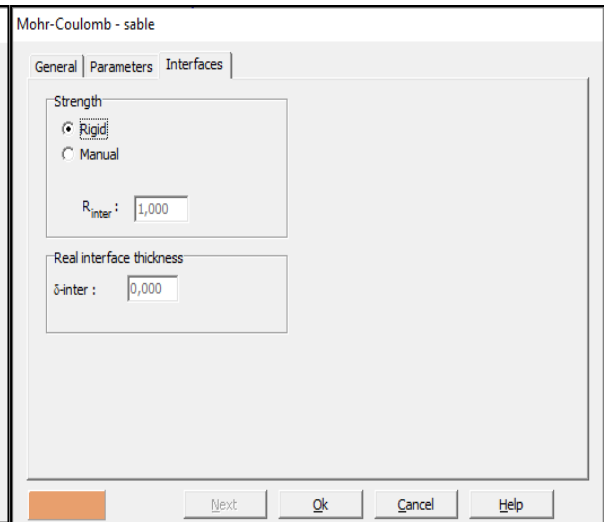 Mohr-Coulomb - sable
General Parameters Interfaces
Strength
Rigid
Manual
Rinter : 1,000
Real interface thickness
δ-inter : 0,000
Next Ok Cancel Help